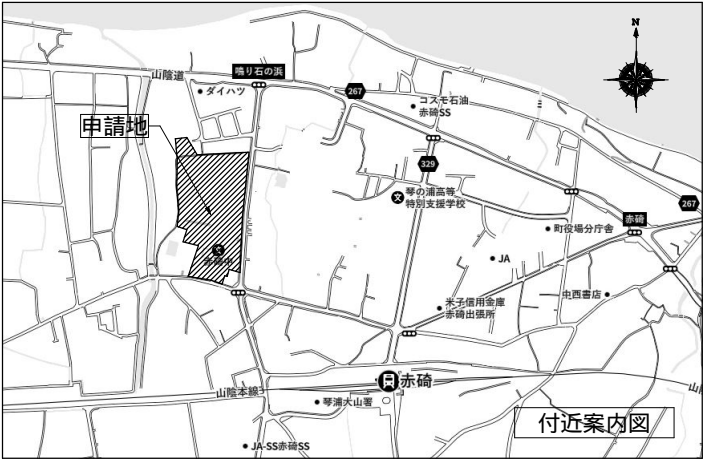 N
山陰道
鳴り石の浜
ダイハツ
267
コスモ石油
赤碕SS
申請地
329
文
琴の浦高等
特別支援学校
267
赤碕
町役場分庁舎
文
赤碕中
JA
中西書店
米子信用金庫
赤碕出張所
赤碕
山陰本線
琴浦大山署
付近案内図
JA-SS赤碕SS